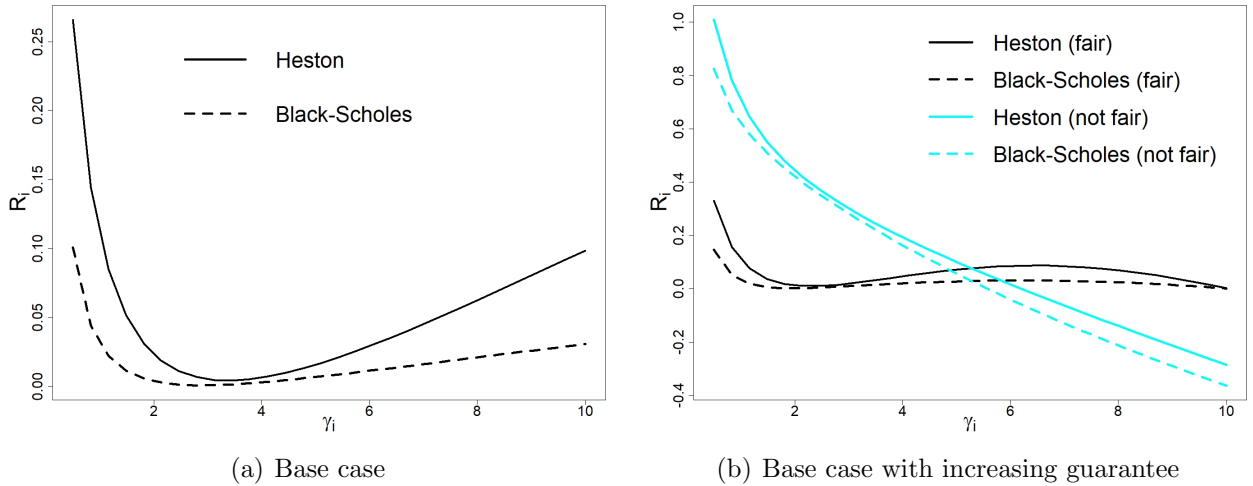 0.25
0.20
0.15
0.10
0.05
0.00
R_i
Heston
Black-Scholes
2
4
6
8
10
γ_i
(a) Base case
1.0
0.8
0.6
0.4
0.2
0.0
-0.2
-0.4
R_i
Heston (fair)
Black-Scholes (fair)
Heston (not fair)
Black-Scholes (not fair)
2
4
6
8
10
γ_i
(b) Base case with increasing guarantee